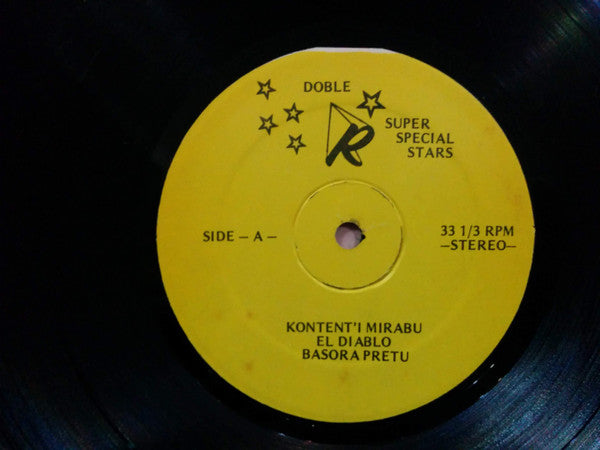 DOBLE
R
SUPER
SPECIAL
STARS
SIDE – A –
33 1/3 RPM
–STEREO–
KONTENT'I MIRABU
EL DIABLO
BASORA PRETU